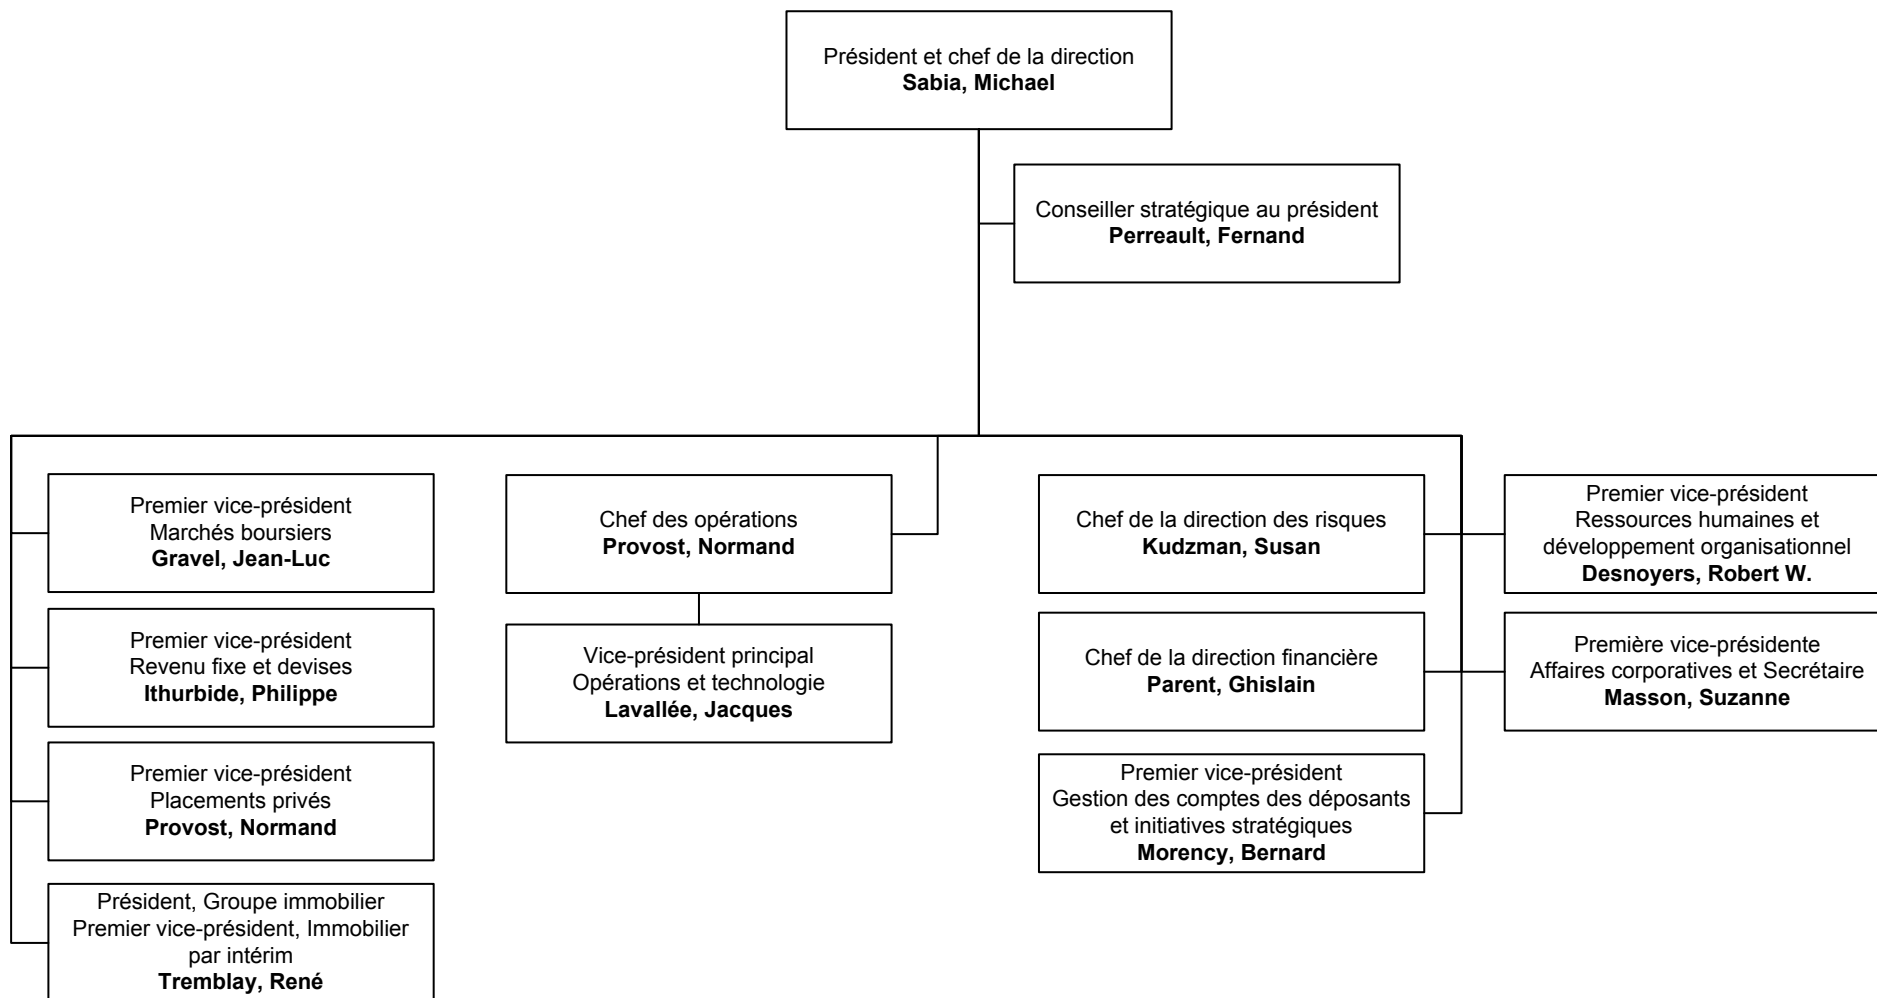 Président et chef de la direction
Sabia, Michael
Conseiller stratégique au président
Perreault, Fernand
Premier vice-président
Marchés boursiers
Gravel, Jean-Luc
Premier vice-président
Revenu fixe et devises
Ithurbide, Philippe
Premier vice-président
Placements privés
Provost, Normand
Président, Groupe immobilier
Premier vice-président, Immobilier
par intérim
Tremblay, René
Chef des opérations
Provost, Normand
Vice-président principal
Opérations et technologie
Lavallée, Jacques
Chef de la direction des risques
Kudzman, Susan
Chef de la direction financière
Parent, Ghislain
Premier vice-président
Gestion des comptes des déposants
et initiatives stratégiques
Morency, Bernard
Premier vice-président
Ressources humaines et
développement organisationnel
Desnoyers, Robert W.
Première vice-présidente
Affaires corporatives et Secrétaire
Masson, Suzanne